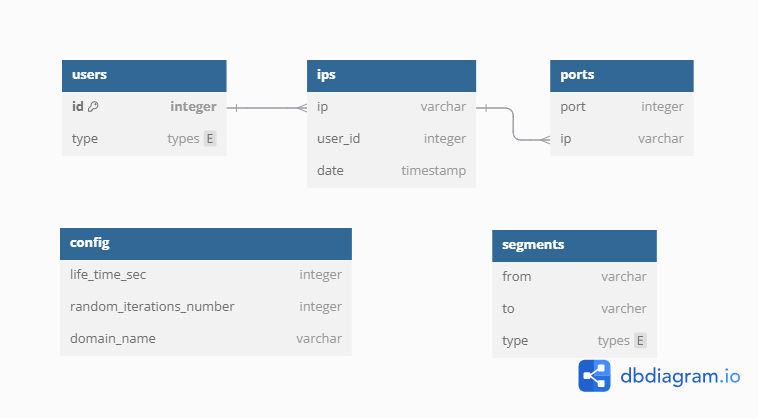 users
id integer
type types E
ips
ip varchar
user_id integer
date timestamp
ports
port integer
ip varchar
config
life_time_sec integer
random_iterations_number integer
domain_name varchar
segments
from varchar
to varcher
type types E
dbdiagram.io